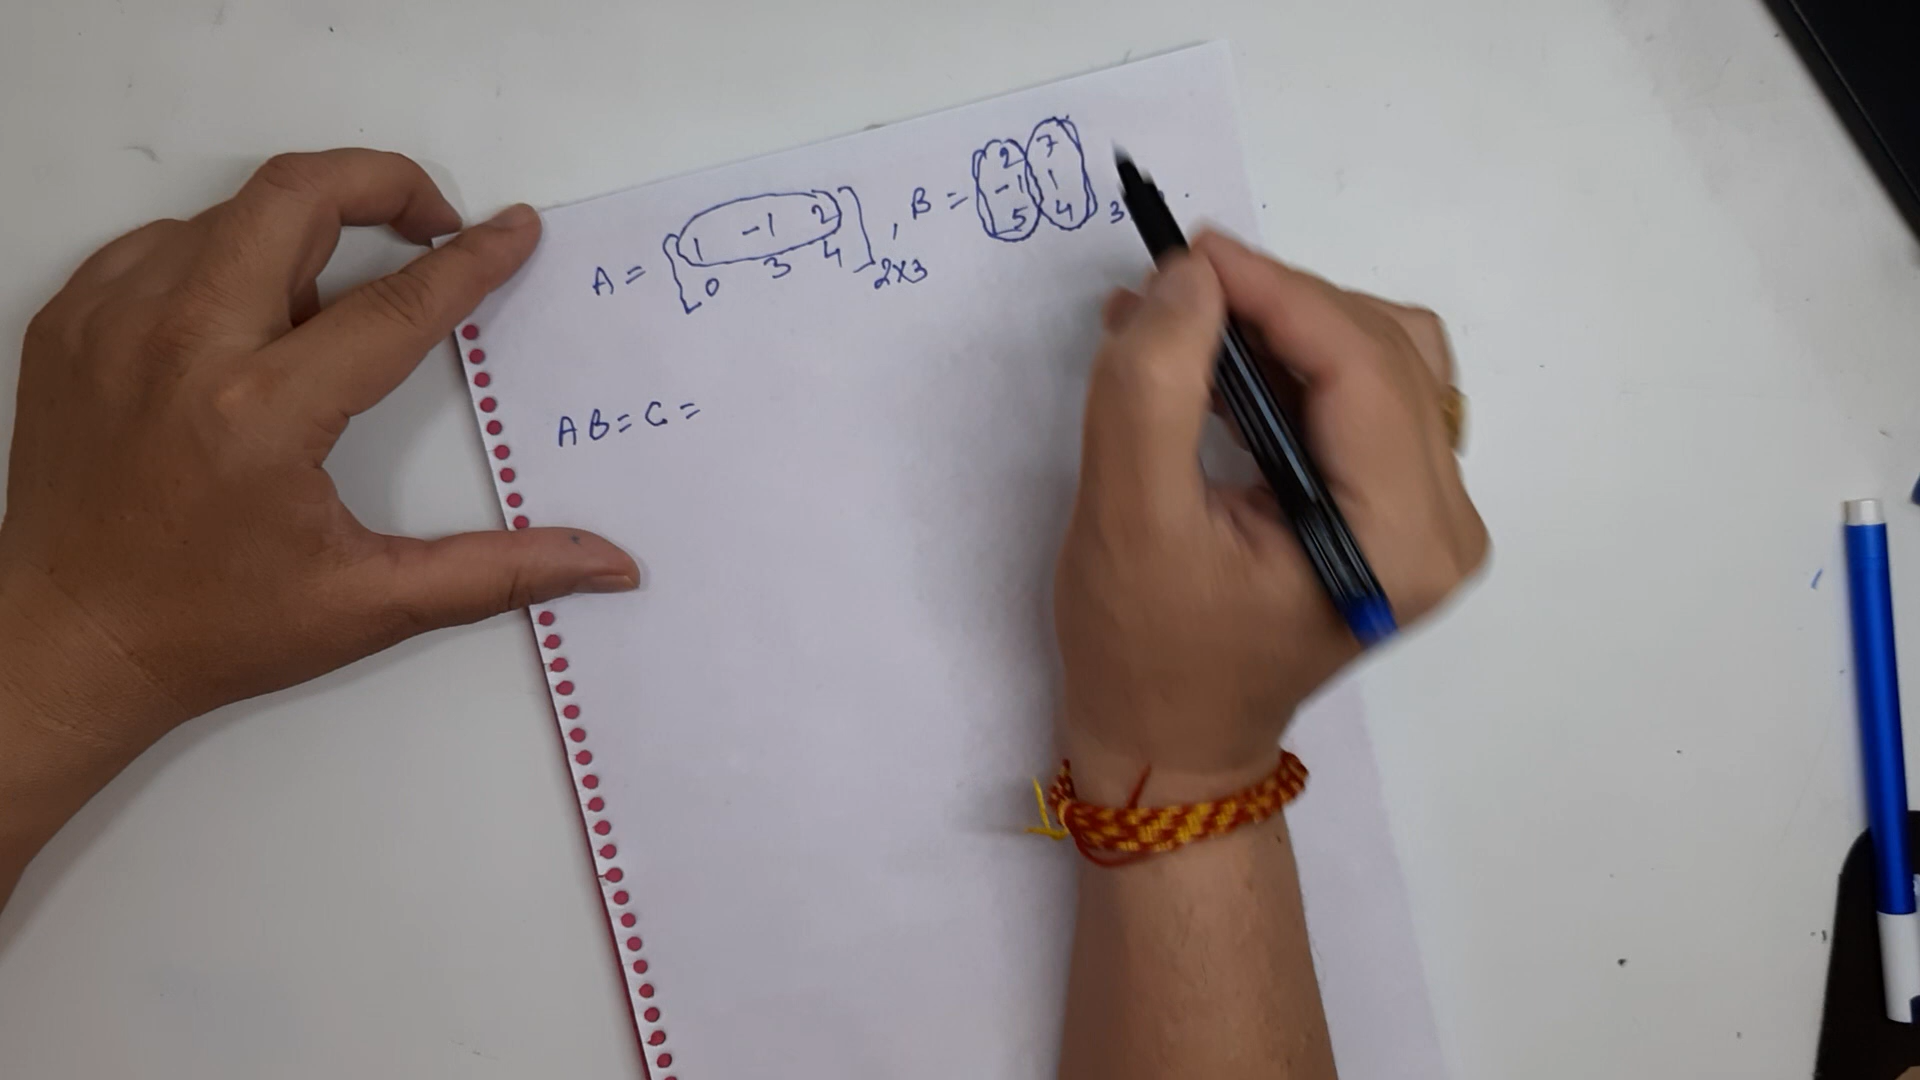 A = [1 -1 2
0 3 4] 2x3 , B = [2 7
-1 1
5 4] 3
AB = C =